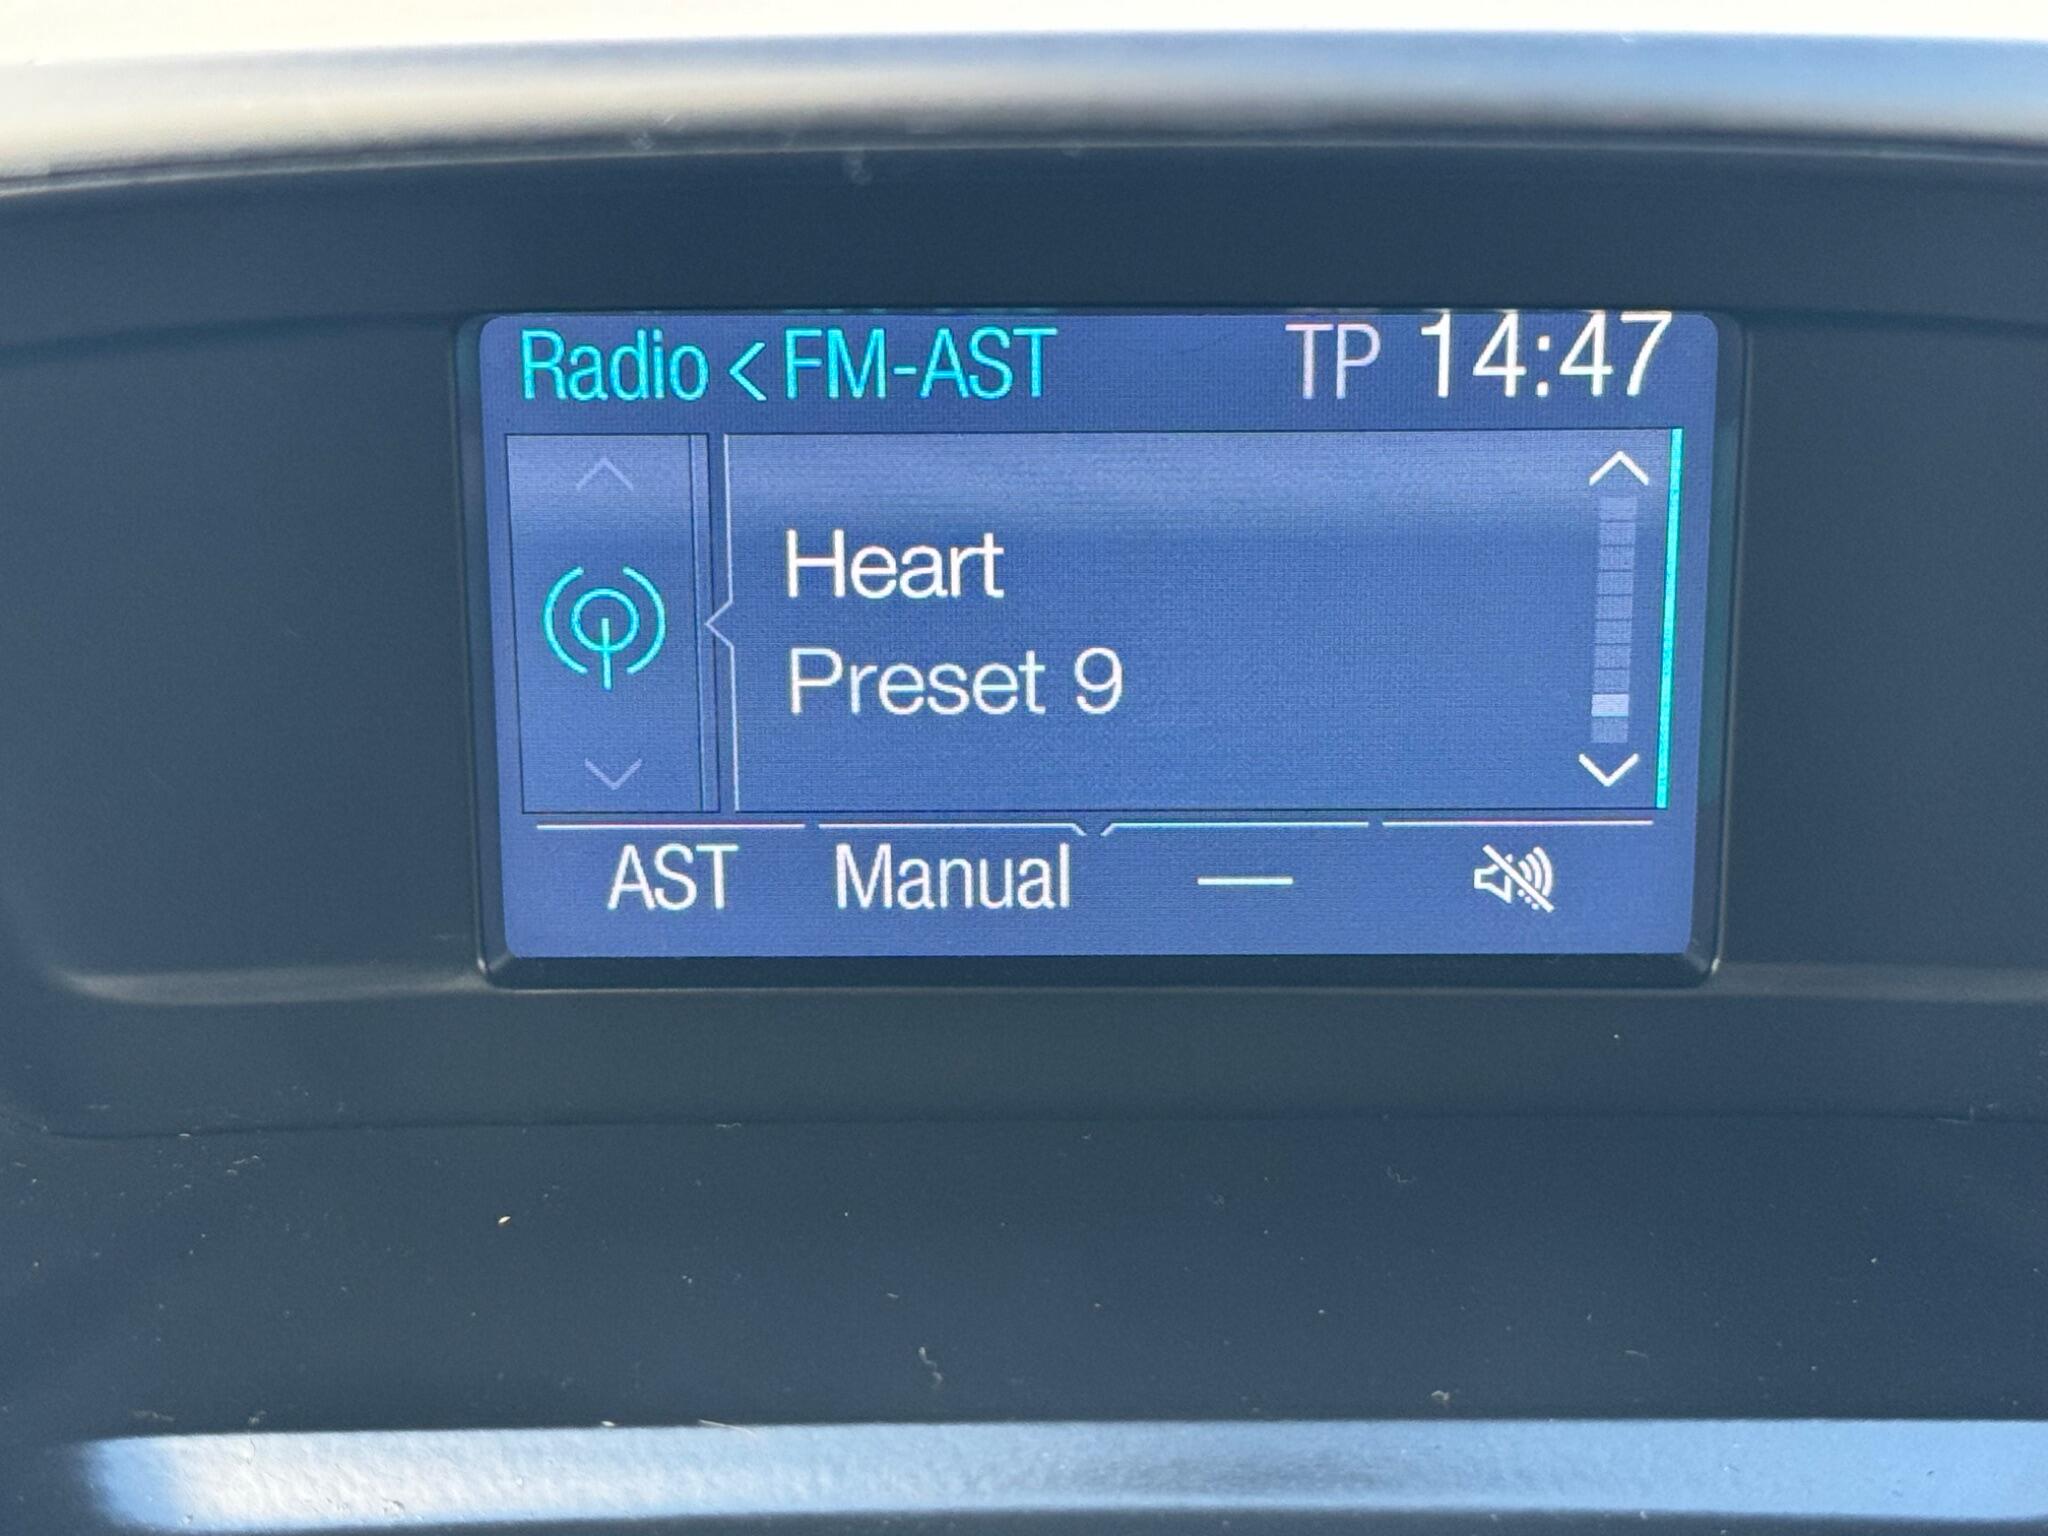 Radio < FM-AST TP 14:47
Heart
Preset 9
AST Manual —